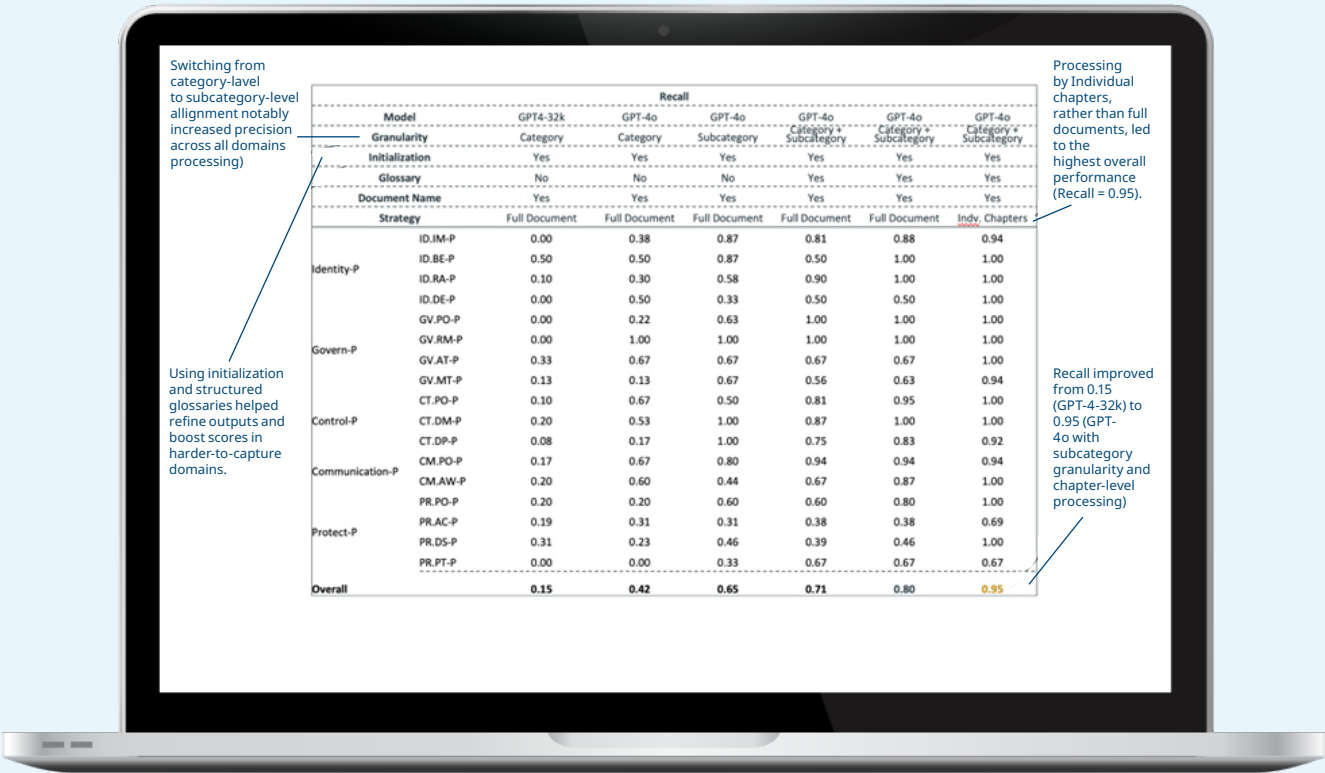 Switching from
category-lavel
to subcategory-level
allignment notably
increased precision
across all domains
processing)
Using initialization
and structured
glossaries helped
refine outputs and
boost scores in
harder-to-capture
domains.
Recall
Model GPT4-32k GPT-4o GPT-4o GPT-4o GPT-4o GPT-4o
Granularity Category Category Subcategory Category + Subcategory Category + Subcategory Category + Subcategory
Initialization Yes Yes Yes Yes Yes Yes
Glossary No No No Yes Yes Yes
Document Name Yes Yes Yes Yes Yes Yes
Strategy Full Document Full Document Full Document Full Document Full Document Indv. Chapters
Identity-P
ID.IM-P 0.00 0.38 0.87 0.81 0.88 0.94
ID.BE-P 0.50 0.50 0.87 0.50 1.00 1.00
ID.RA-P 0.10 0.30 0.58 0.90 1.00 1.00
ID.DE-P 0.00 0.50 0.33 0.50 0.50 1.00
Govern-P
GV.PO-P 0.00 0.22 0.63 1.00 1.00 1.00
GV.RM-P 0.00 1.00 1.00 1.00 1.00 1.00
GV.AT-P 0.33 0.67 0.67 0.67 0.67 1.00
GV.MT-P 0.13 0.13 0.67 0.56 0.63 0.94
Control-P
CT.PO-P 0.10 0.67 0.50 0.81 0.95 1.00
CT.DM-P 0.20 0.53 1.00 0.87 1.00 1.00
CT.DP-P 0.08 0.17 1.00 0.75 0.83 0.92
Communication-P
CM.PO-P 0.17 0.67 0.80 0.94 0.94 0.94
CM.AW-P 0.20 0.60 0.44 0.67 0.87 1.00
Protect-P
PR.PO-P 0.20 0.20 0.60 0.60 0.80 1.00
PR.AC-P 0.19 0.31 0.31 0.38 0.38 0.69
PR.DS-P 0.31 0.23 0.46 0.39 0.46 1.00
PR.PT-P 0.00 0.00 0.33 0.67 0.67 0.67
Overall 0.15 0.42 0.65 0.71 0.80 0.95
Processing
by Individual
chapters,
rather than full
documents, led
to the
highest overall
performance
(Recall = 0.95).
Recall improved
from 0.15
(GPT-4-32k) to
0.95 (GPT-
4o with
subcategory
granularity and
chapter-level
processing)